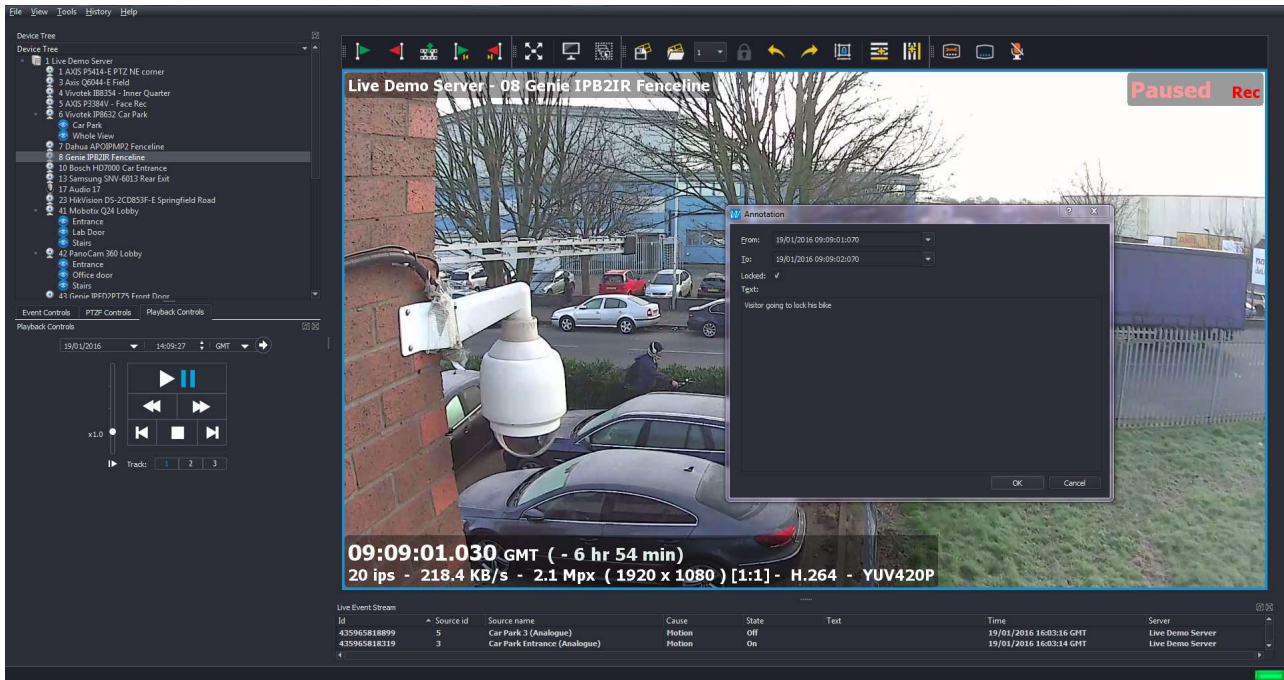 File View Tools History Help
Device Tree
Device Tree
1 Live Demo Server
1 AXIS P5414-E PTZ NE corner
3 Axis Q6044-E Field
4 Vivotek IB8354 - Inner Quarter
5 AXIS P3384V - Face Rec
6 Vivotek IP8632 Car Park
Car Park
Whole View
7 Dahua APOIPMP2 Fenceline
8 Genie IPB2IR Fenceline
10 Bosch HD7000 Car Entrance
13 Samsung SNV-6013 Rear Exit
17 Audio 17
23 HikVision DS-2CD853F-E Springfield Road
41 Mobotix Q24 Lobby
Entrance
Lab Door
Stairs
42 PanoCam 360 Lobby
Entrance
Office door
Stairs
43 Genie IPFD2PTZ5 Front Door
Event Controls PTZF Controls Playback Controls
Playback Controls
19/01/2016 14:09:27 GMT
x1.0
Track: 1 2 3
1
Live Demo Server - 08 Genie IPB2IR Fenceline
Paused Rec
Annotation
From: 19/01/2016 09:09:01:070
To: 19/01/2016 09:09:02:070
Locked: ✓
Text:
Visitor going to lock his bike
OK Cancel
09:09:01.030 GMT ( - 6 hr 54 min)
20 ips - 218.4 KB/s - 2.1 Mpx ( 1920 x 1080 ) [1:1] - H.264 - YUV420P
Live Event Stream
Id Source id Source name Cause State Text Time Server
435965818899 5 Car Park 3 (Analogue) Motion Off 19/01/2016 16:03:16 GMT Live Demo Server
435965818319 3 Car Park Entrance (Analogue) Motion On 19/01/2016 16:03:14 GMT Live Demo Server